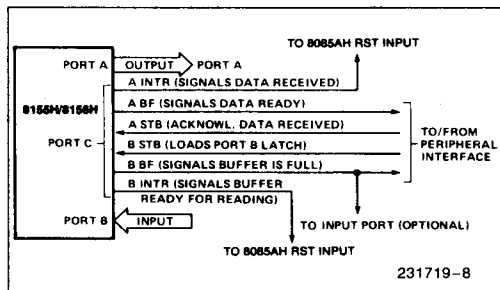 TO 8085AH RST INPUT
PORT A
OUTPUT
PORT A
A INTR (SIGNALS DATA RECEIVED)
8155H/8156H
A BF (SIGNALS DATA READY)
A STB (ACKNOWL. DATA RECEIVED)
PORT C
B STB (LOADS PORT B LATCH)
TO/FROM
PERIPHERAL
INTERFACE
B BF (SIGNALS BUFFER IS FULL)
B INTR (SIGNALS BUFFER
READY FOR READING)
PORT B
INPUT
TO INPUT PORT (OPTIONAL)
TO 8085AH RST INPUT
231719-8